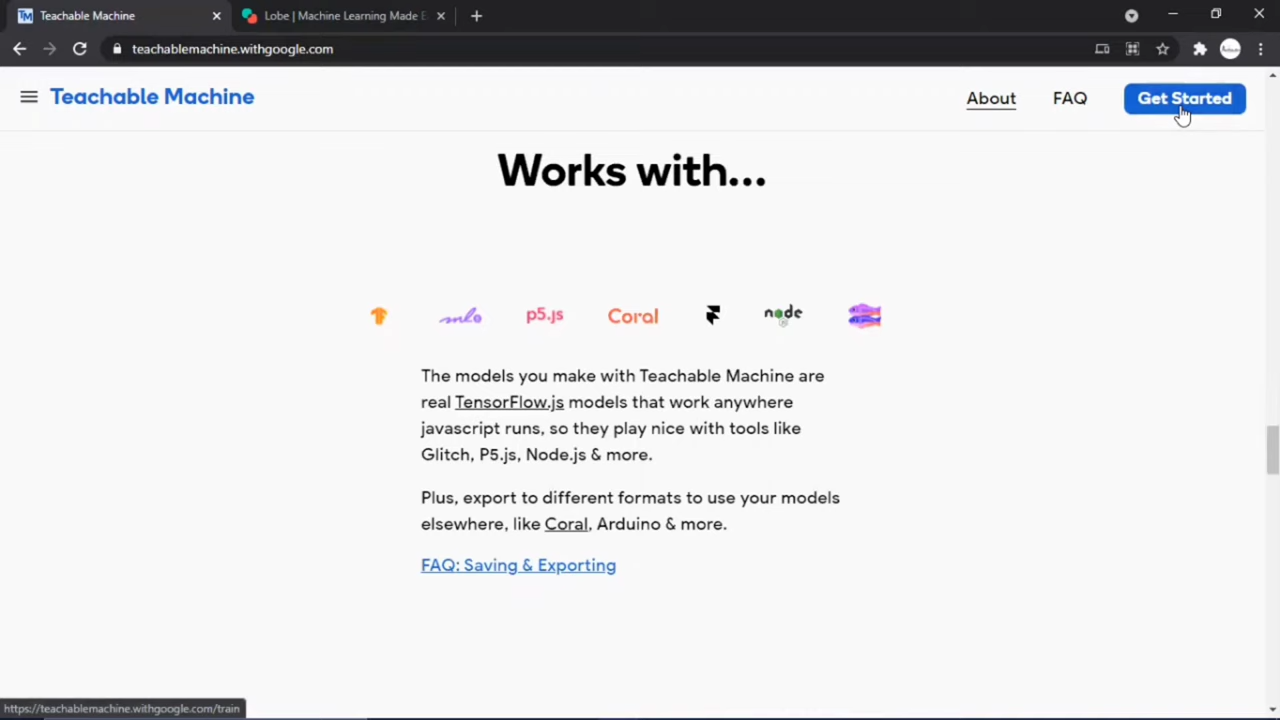 Teachable Machine
Lobe | Machine Learning Made E
teachablemachine.withgoogle.com
Teachable Machine
About
FAQ
Get Started
Works with...
ml5
p5.js
Coral
node
The models you make with Teachable Machine are
real TensorFlow.js models that work anywhere
javascript runs, so they play nice with tools like
Glitch, P5.js, Node.js & more.
Plus, export to different formats to use your models
elsewhere, like Coral, Arduino & more.
FAQ: Saving & Exporting
https://teachablemachine.withgoogle.com/train